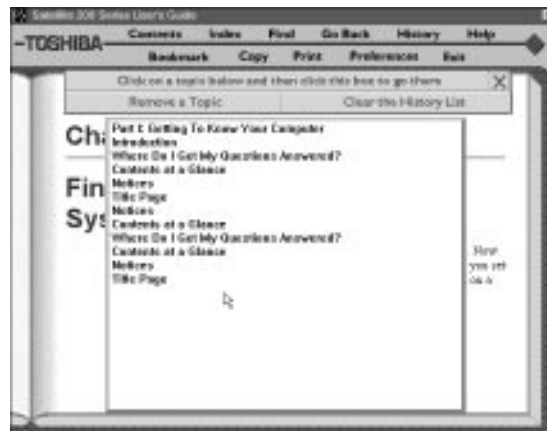 Satellite 200 Series User's Guide
TOSHIBA
Contents Index Find Go Back History Help
Bookmark Copy Print Preferences Exit
Click on a topic below and then click this box to go there X
Remove a Topic Clear the History List
Cha
Part I: Getting To Know Your Computer
Introduction
Where Do I Get My Questions Answered?
Contents at a Glance
Fin
Notices
Title Page
Sys
Notices
Contents at a Glance
Where Do I Get My Questions Answered?
Contents at a Glance
Notices
Title Page
How
you set
on a